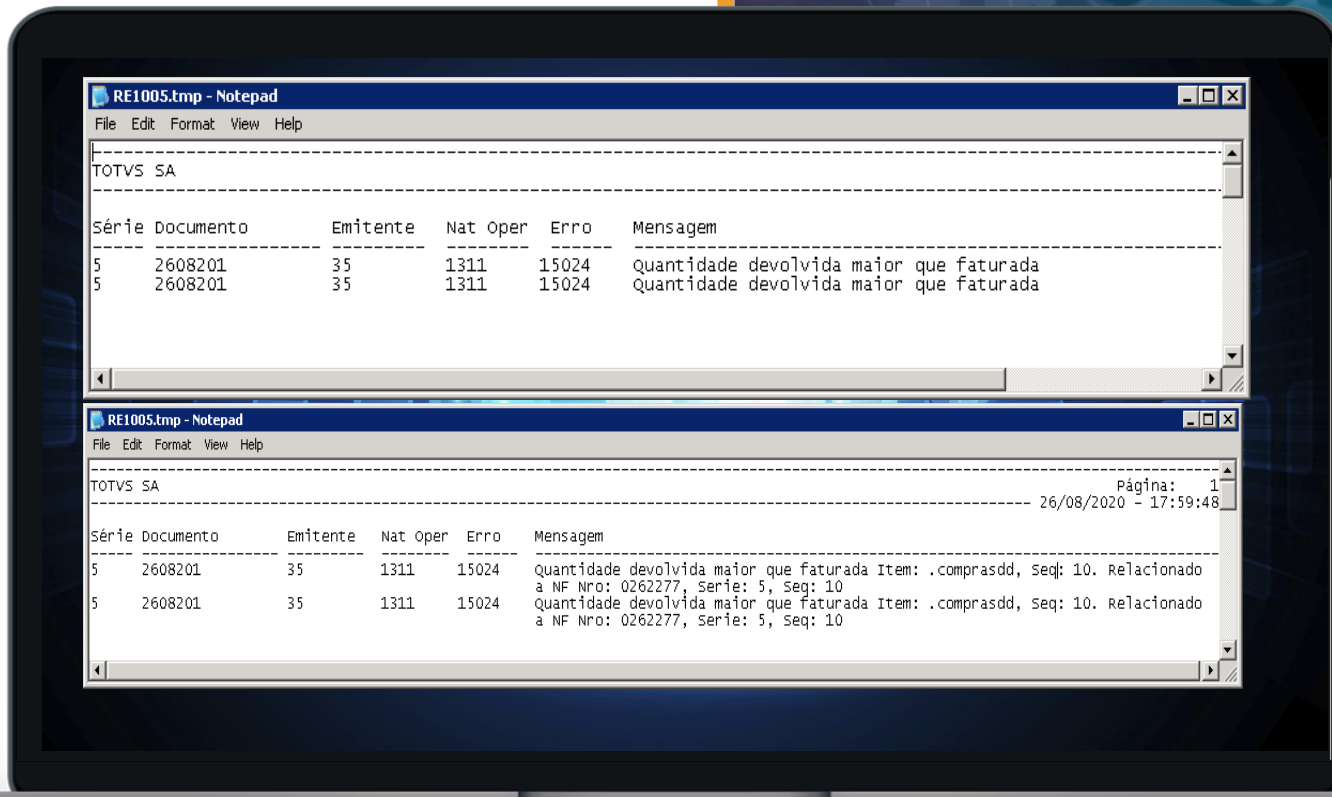 RE1005.tmp - Notepad
File Edit Format View Help
TOTVS SA
Série Documento Emitente Nat Oper Erro Mensagem
5 2608201 35 1311 15024 Quantidade devolvida maior que faturada
5 2608201 35 1311 15024 Quantidade devolvida maior que faturada
RE1005.tmp - Notepad
File Edit Format View Help
TOTVS SA Página: 1
26/08/2020 - 17:59:48
Série Documento Emitente Nat Oper Erro Mensagem
5 2608201 35 1311 15024 Quantidade devolvida maior que faturada Item: .comprasdd, Seq: 10. Relacionado
a NF Nro: 0262277, Serie: 5, Seq: 10
5 2608201 35 1311 15024 Quantidade devolvida maior que faturada Item: .comprasdd, Seq: 10. Relacionado
a NF Nro: 0262277, Serie: 5, Seq: 10